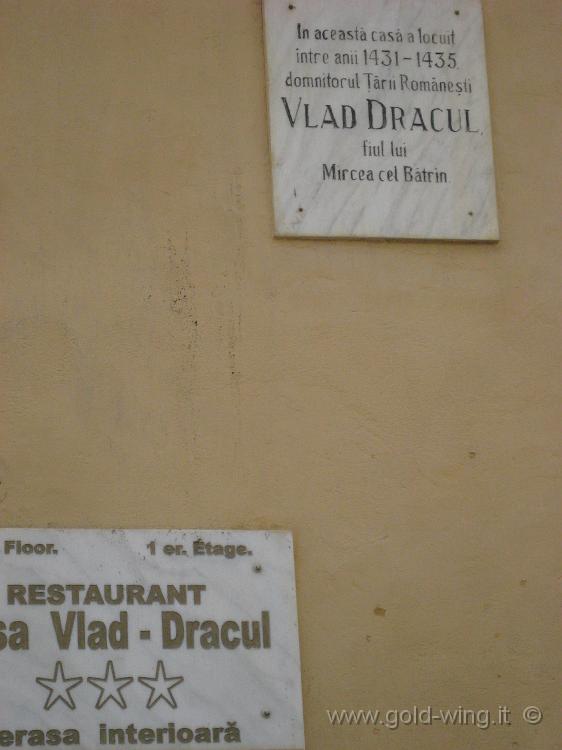 In această casă a locuit
între anii 1431-1435,
domnitorul Țării Românești
VLAD DRACUL,
fiul lui
Mircea cel Bătrîn
Floor. 1 er. Étage.
RESTAURANT
sa Vlad - Dracul
erasa interioară
www.gold-wing.it ©